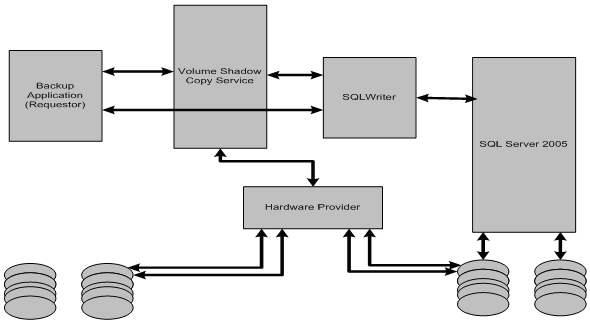 Backup
Application
(Requestor)
Volume Shadow
Copy Service
SQLWriter
SQL Server 2005
Hardware Provider